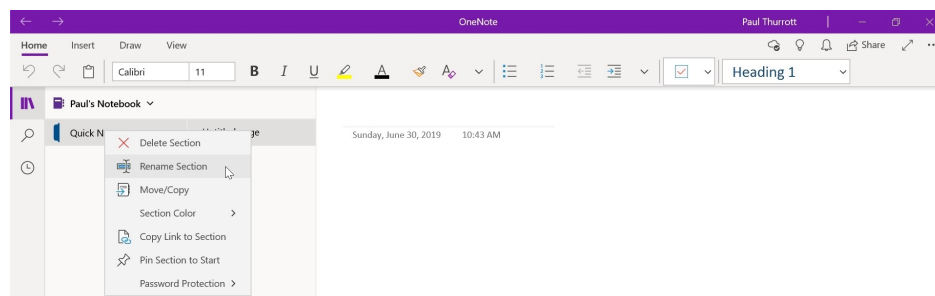 OneNote
Paul Thurrott
Home Insert Draw View
Share
Calibri 11 B I U A A Heading 1
Paul's Notebook
Quick N
Sunday, June 30, 2019 10:43 AM
Delete Section
Rename Section
Move/Copy
Section Color
Copy Link to Section
Pin Section to Start
Password Protection